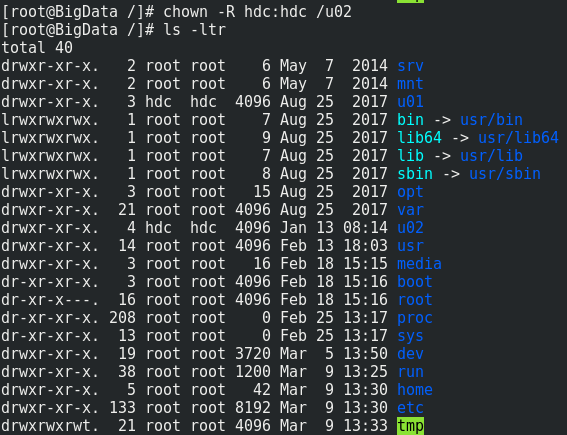 [root@BigData /]# chown -R hdc:hdc /u02
[root@BigData /]# ls -ltr
total 40
drwxr-xr-x.   2 root root    6 May  7  2014 srv
drwxr-xr-x.   2 root root    6 May  7  2014 mnt
drwxr-xr-x.   3 hdc  hdc  4096 Aug 25  2017 u01
lrwxrwxrwx.   1 root root    7 Aug 25  2017 bin -> usr/bin
lrwxrwxrwx.   1 root root    9 Aug 25  2017 lib64 -> usr/lib64
lrwxrwxrwx.   1 root root    7 Aug 25  2017 lib -> usr/lib
lrwxrwxrwx.   1 root root    8 Aug 25  2017 sbin -> usr/sbin
drwxr-xr-x.   3 root root   15 Aug 25  2017 opt
drwxr-xr-x.  21 root root 4096 Aug 25  2017 var
drwxr-xr-x.   4 hdc  hdc  4096 Jan 13 08:14 u02
drwxr-xr-x.  14 root root 4096 Feb 13 18:03 usr
drwxr-xr-x.   3 root root   16 Feb 18 15:15 media
dr-xr-xr-x.   3 root root 4096 Feb 18 15:16 boot
dr-xr-x---.  16 root root 4096 Feb 18 15:16 root
dr-xr-xr-x. 208 root root    0 Feb 25 13:17 proc
dr-xr-xr-x.  13 root root    0 Feb 25 13:17 sys
drwxr-xr-x.  19 root root 3720 Mar  5 13:50 dev
drwxr-xr-x.  38 root root 1200 Mar  9 13:25 run
drwxr-xr-x.   5 root root   42 Mar  9 13:30 home
drwxr-xr-x. 133 root root 8192 Mar  9 13:30 etc
drwxrwxrwt.  21 root root 4096 Mar  9 13:33 tmp